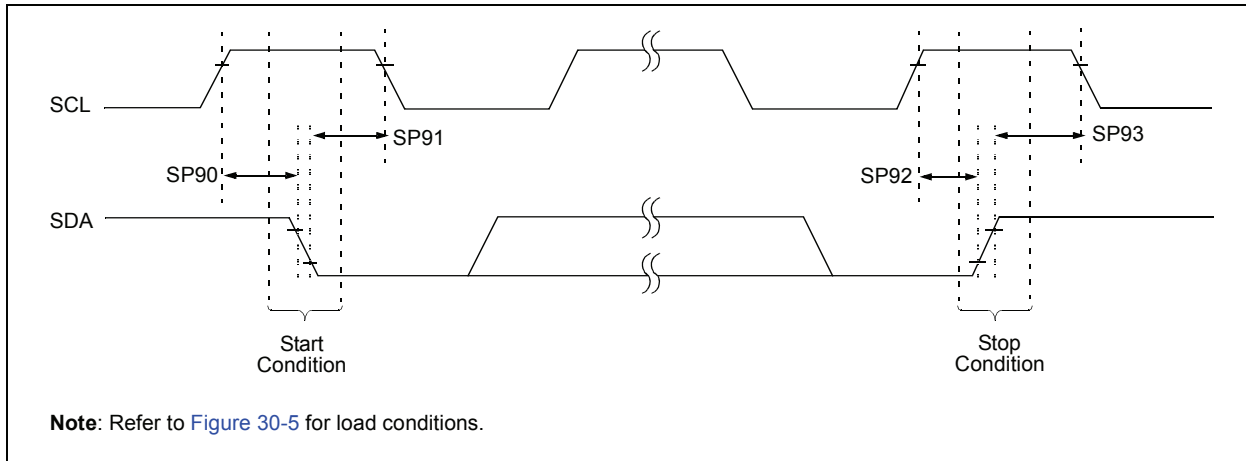 SCL
SP91
SP93
SP90
SP92
SDA
Start
Condition
Stop
Condition
Note: Refer to Figure 30-5 for load conditions.